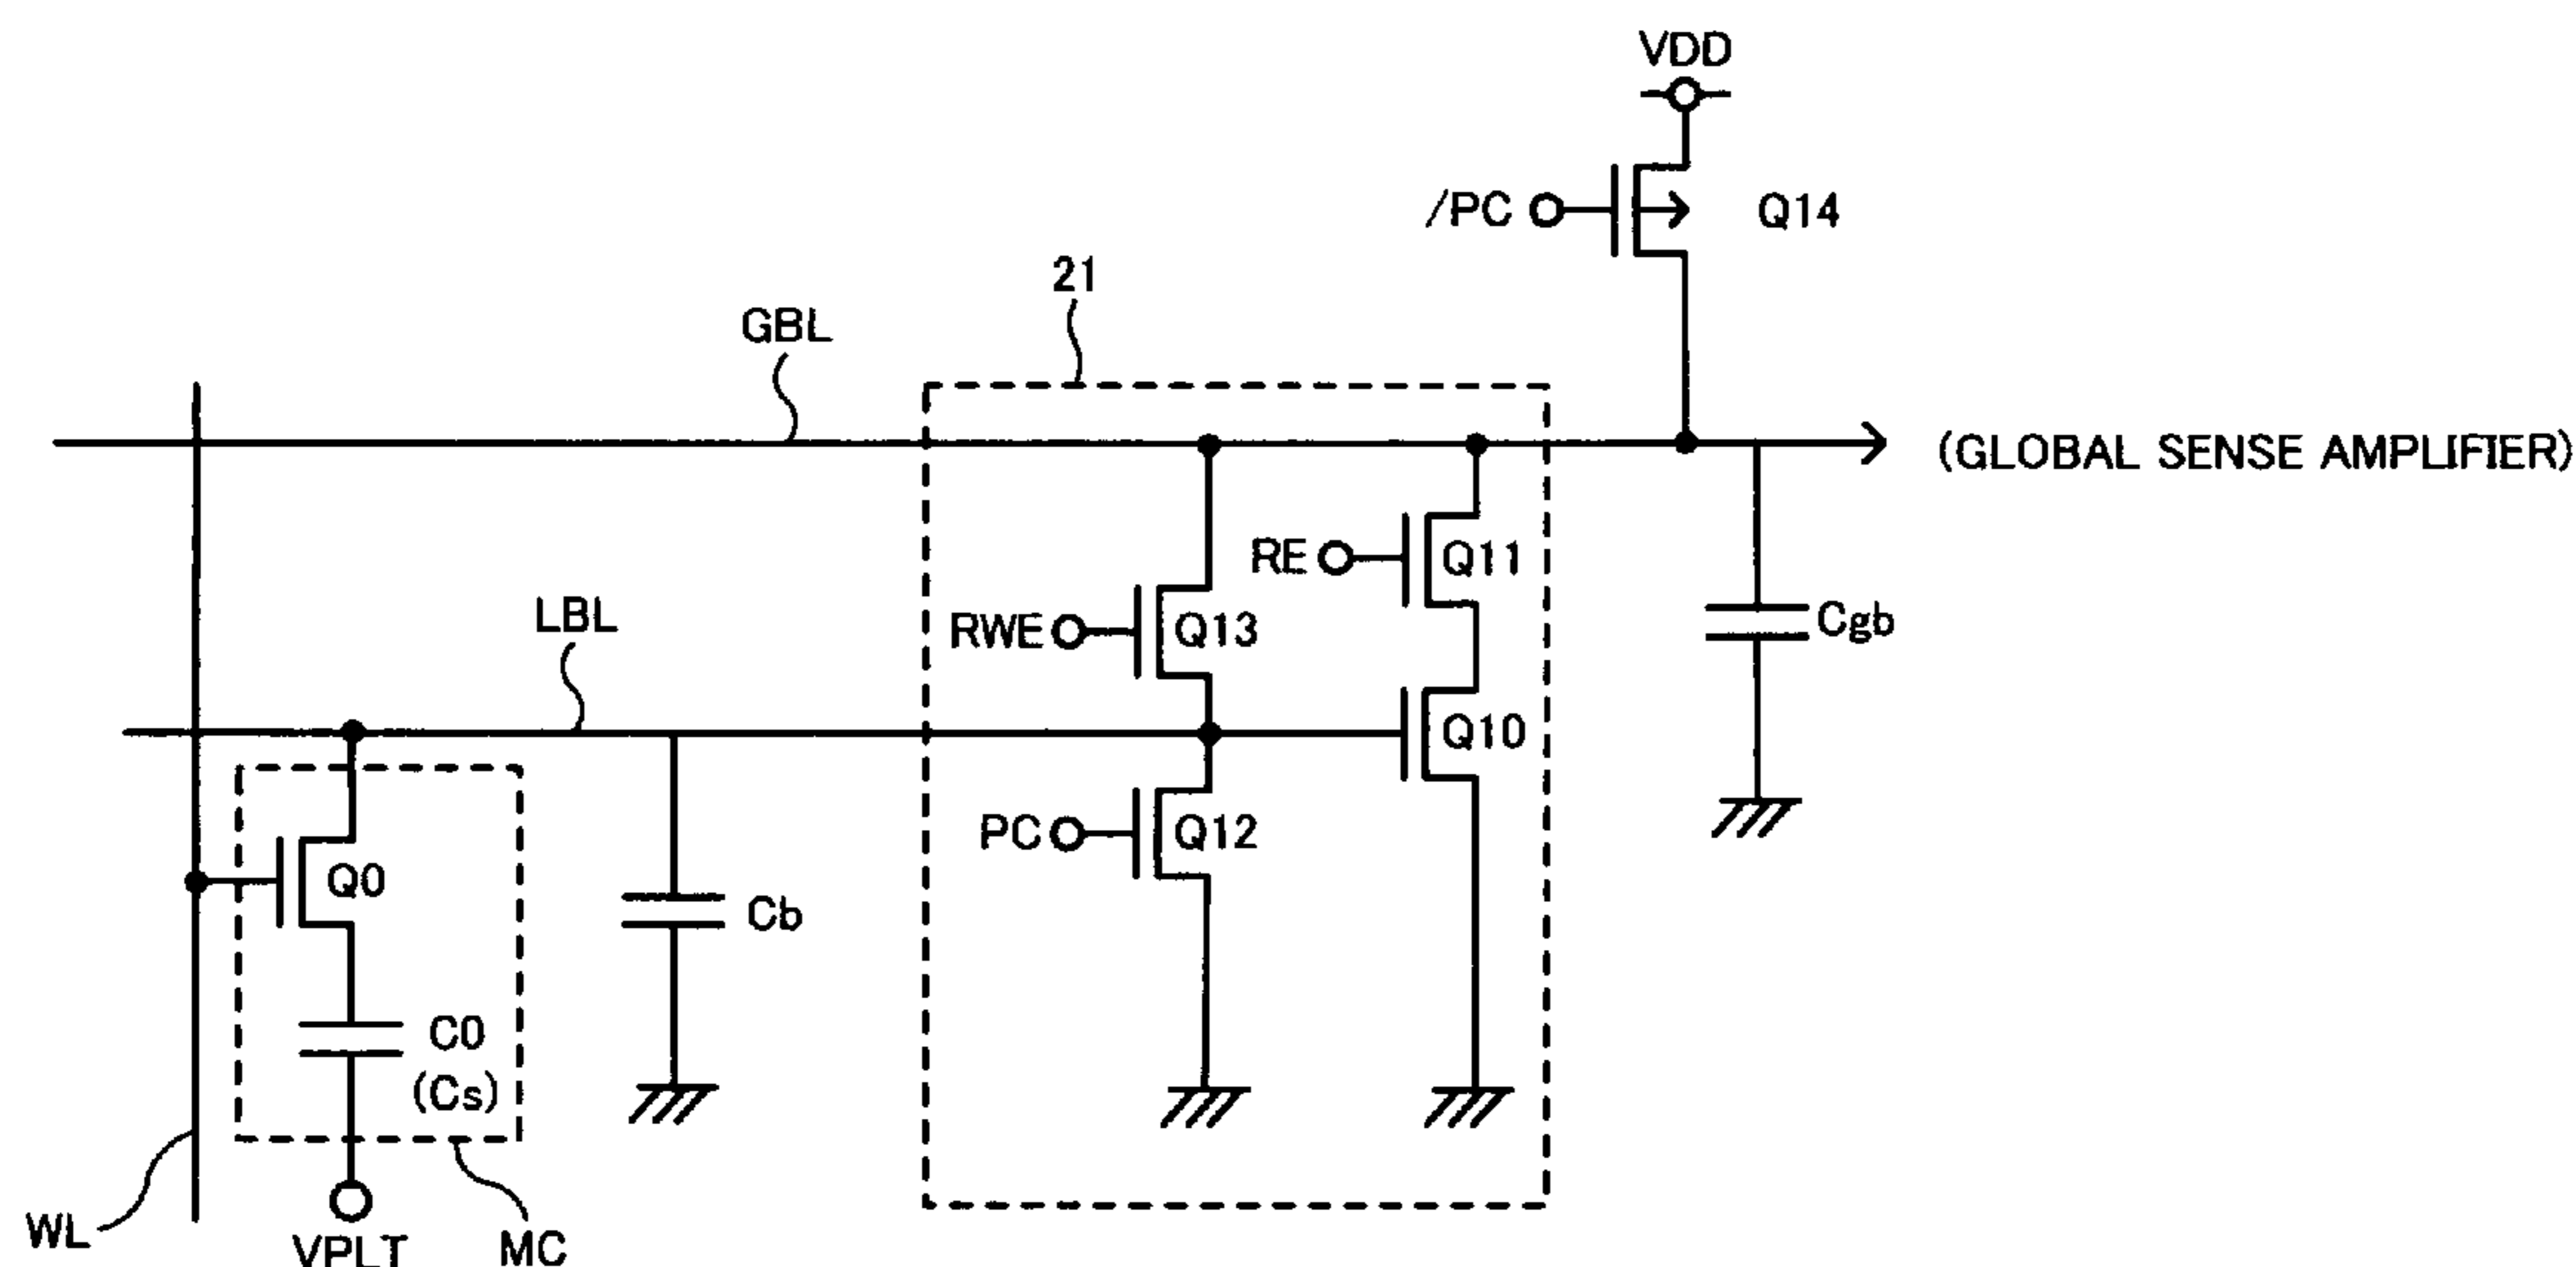 VDD
/PC
Q14
21
GBL
(GLOBAL SENSE AMPLIFIER)
RE
Q11
LBL
RWE
Q13
Cgb
Q10
PC
Q12
Q0
Cb
C0
(Cs)
WL
VPLT
MC